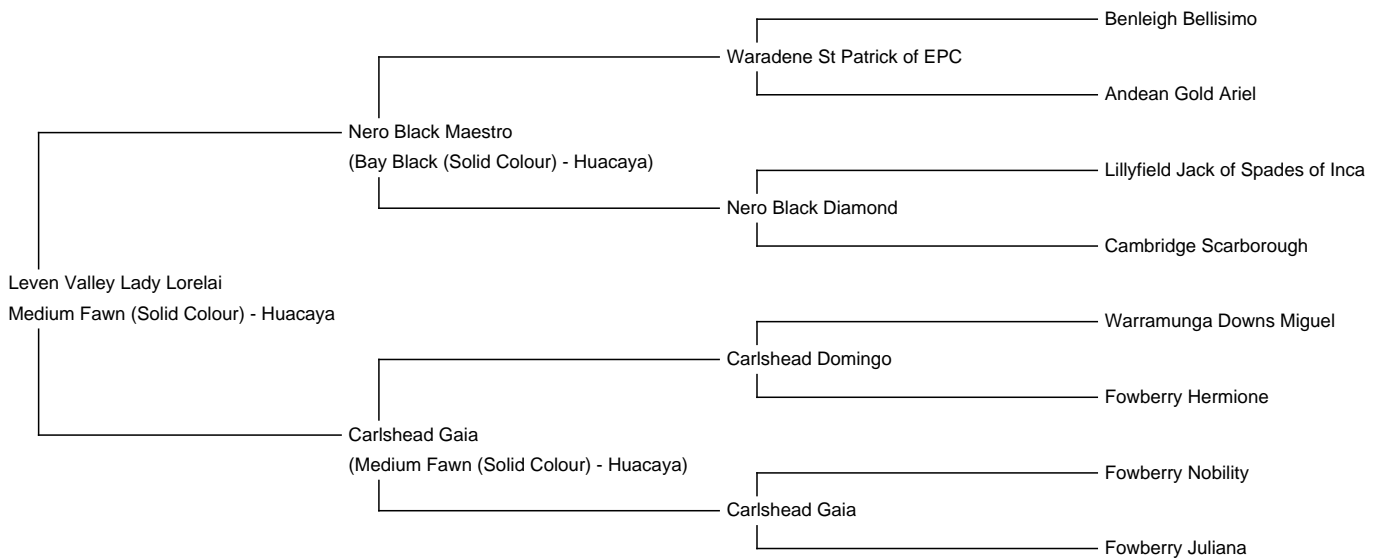 Benleigh Bellisimo
Waradene St Patrick of EPC
Andean Gold Ariel
Nero Black Maestro
(Bay Black (Solid Colour) - Huacaya)
Lillyfield Jack of Spades of Inca
Nero Black Diamond
Cambridge Scarborough
Leven Valley Lady Lorelai
Medium Fawn (Solid Colour) - Huacaya
Warramunga Downs Miguel
Carlshead Domingo
Fowberry Hermione
Carlshead Gaia
(Medium Fawn (Solid Colour) - Huacaya)
Fowberry Nobility
Carlshead Gaia
Fowberry Juliana